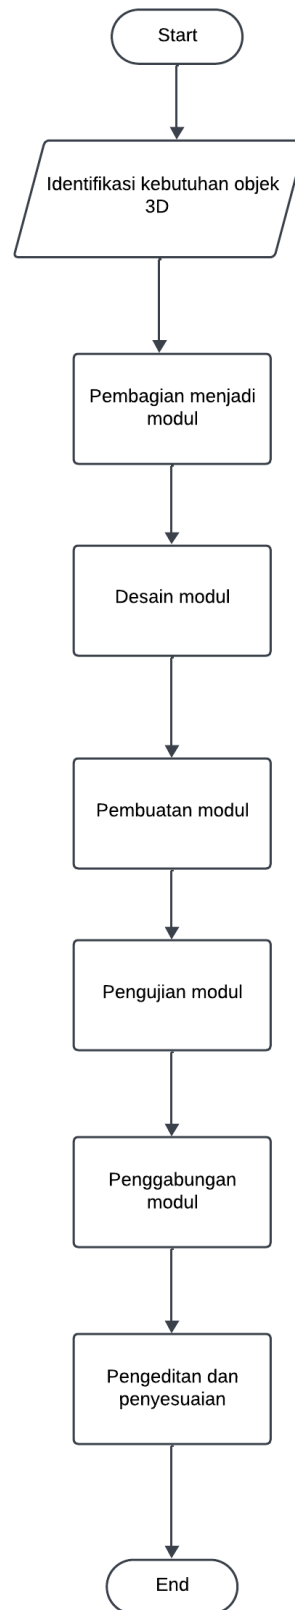 Start
Identifikasi kebutuhan objek
3D
Pembagian menjadi
modul
Desain modul
Pembuatan modul
Pengujian modul
Penggabungan
modul
Pengeditan dan
penyesuaian
End